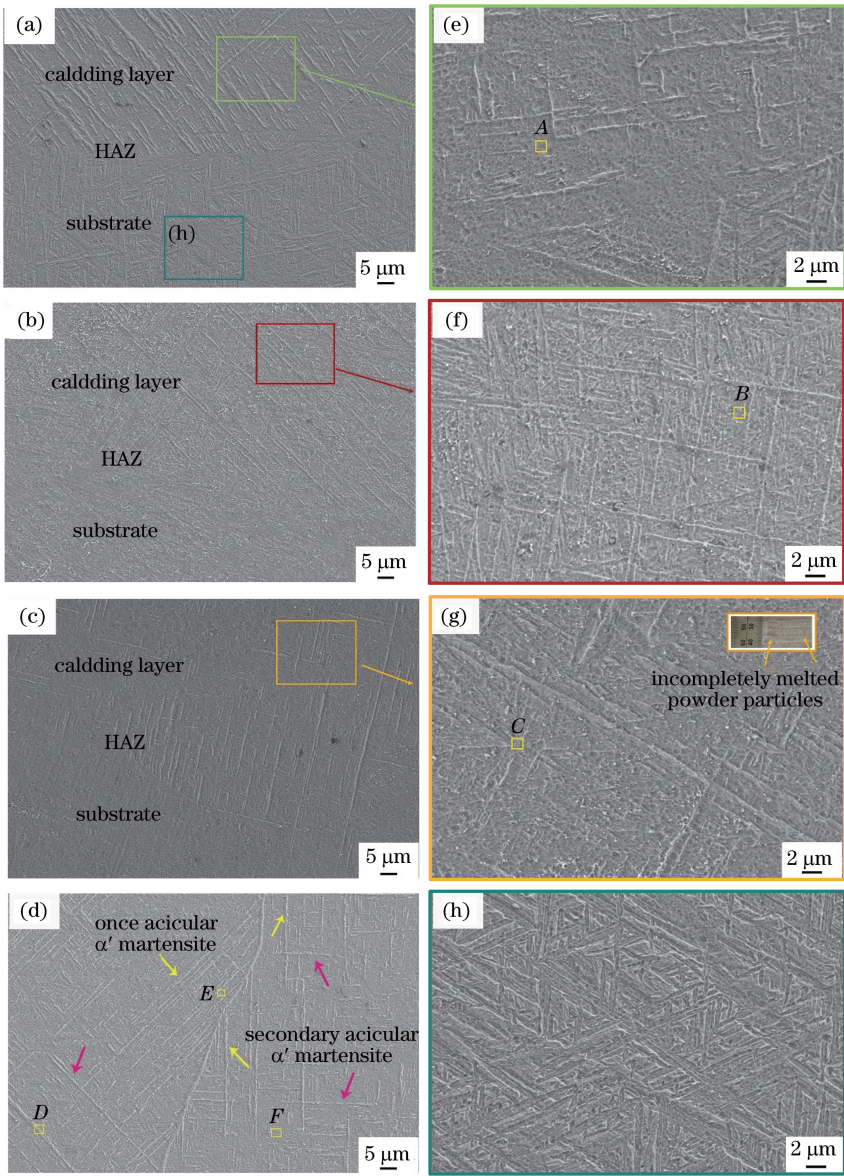 (a)
caldding layer
HAZ
substrate
(h)
5 μm
(e)
A
2 μm
(b)
caldding layer
HAZ
substrate
5 μm
(f)
B
2 μm
(c)
caldding layer
HAZ
substrate
5 μm
(g)
incompletely melted
powder particles
C
2 μm
(d)
once acicular
α′ martensite
E
secondary acicular
α′ martensite
D
F
5 μm
(h)
2 μm